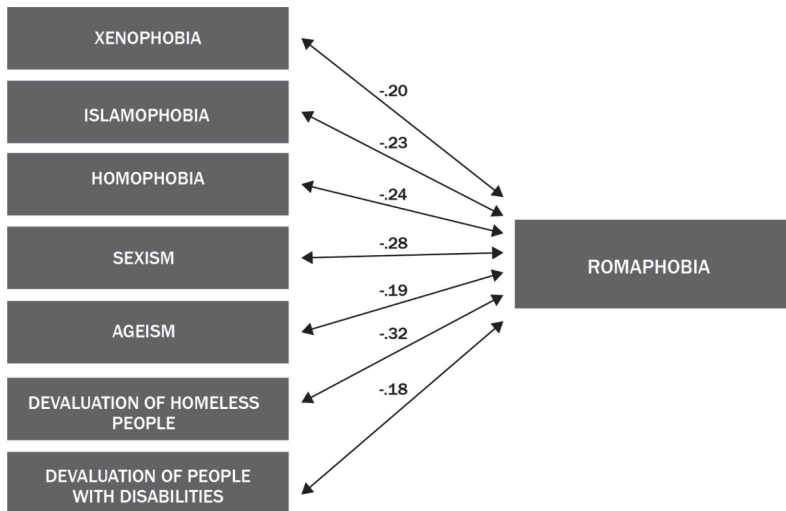 XENOPHOBIA
-.20
ISLAMOPHOBIA
-.23
HOMOPHOBIA
-.24
SEXISM
-.28
ROMAPHOBIA
-.19
AGEISM
-.32
DEVALUATION OF HOMELESS
PEOPLE
-.18
DEVALUATION OF PEOPLE
WITH DISABILITIES